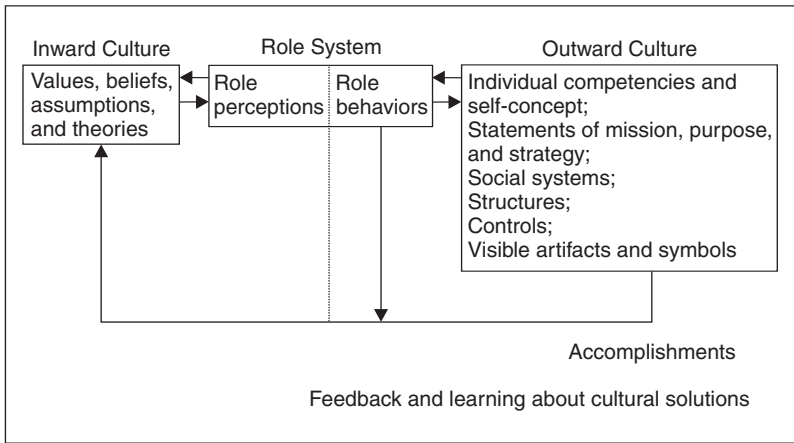 Inward Culture
Values, beliefs,
assumptions,
and theories
Role System
Role
perceptions
Role
behaviors
Outward Culture
Individual competencies and
self-concept;
Statements of mission, purpose,
and strategy;
Social systems;
Structures;
Controls;
Visible artifacts and symbols
Accomplishments
Feedback and learning about cultural solutions